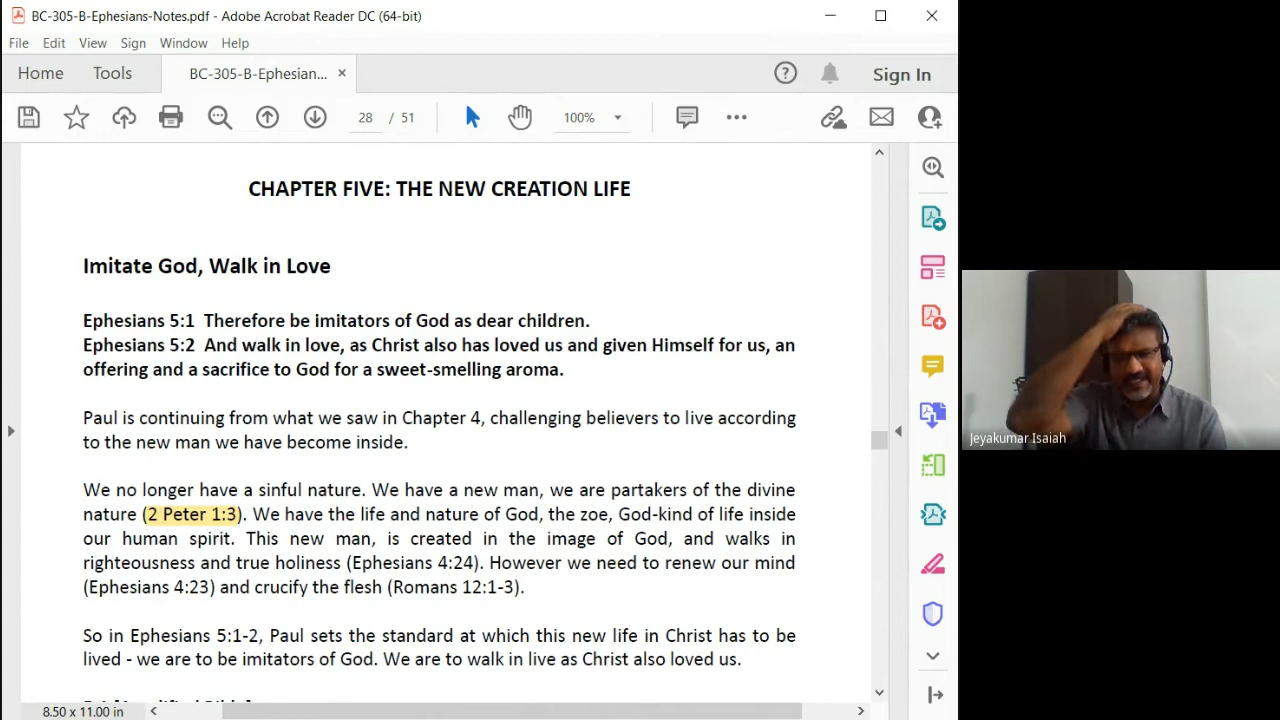 BC-305-B-Ephesians-Notes.pdf - Adobe Acrobat Reader DC (64-bit)
File Edit View Sign Window Help
Home Tools BC-305-B-Ephesian... × Sign In
28 / 51 100%
CHAPTER FIVE: THE NEW CREATION LIFE
Imitate God, Walk in Love
Ephesians 5:1 Therefore be imitators of God as dear children.
Ephesians 5:2 And walk in love, as Christ also has loved us and given Himself for us, an
offering and a sacrifice to God for a sweet-smelling aroma.
Paul is continuing from what we saw in Chapter 4, challenging believers to live according
to the new man we have become inside.
We no longer have a sinful nature. We have a new man, we are partakers of the divine
nature (2 Peter 1:3). We have the life and nature of God, the zoe, God-kind of life inside
our human spirit. This new man, is created in the image of God, and walks in
righteousness and true holiness (Ephesians 4:24). However we need to renew our mind
(Ephesians 4:23) and crucify the flesh (Romans 12:1-3).
So in Ephesians 5:1-2, Paul sets the standard at which this new life in Christ has to be
lived - we are to be imitators of God. We are to walk in live as Christ also loved us.
8.50 x 11.00 in
Jeyakumar Isaiah